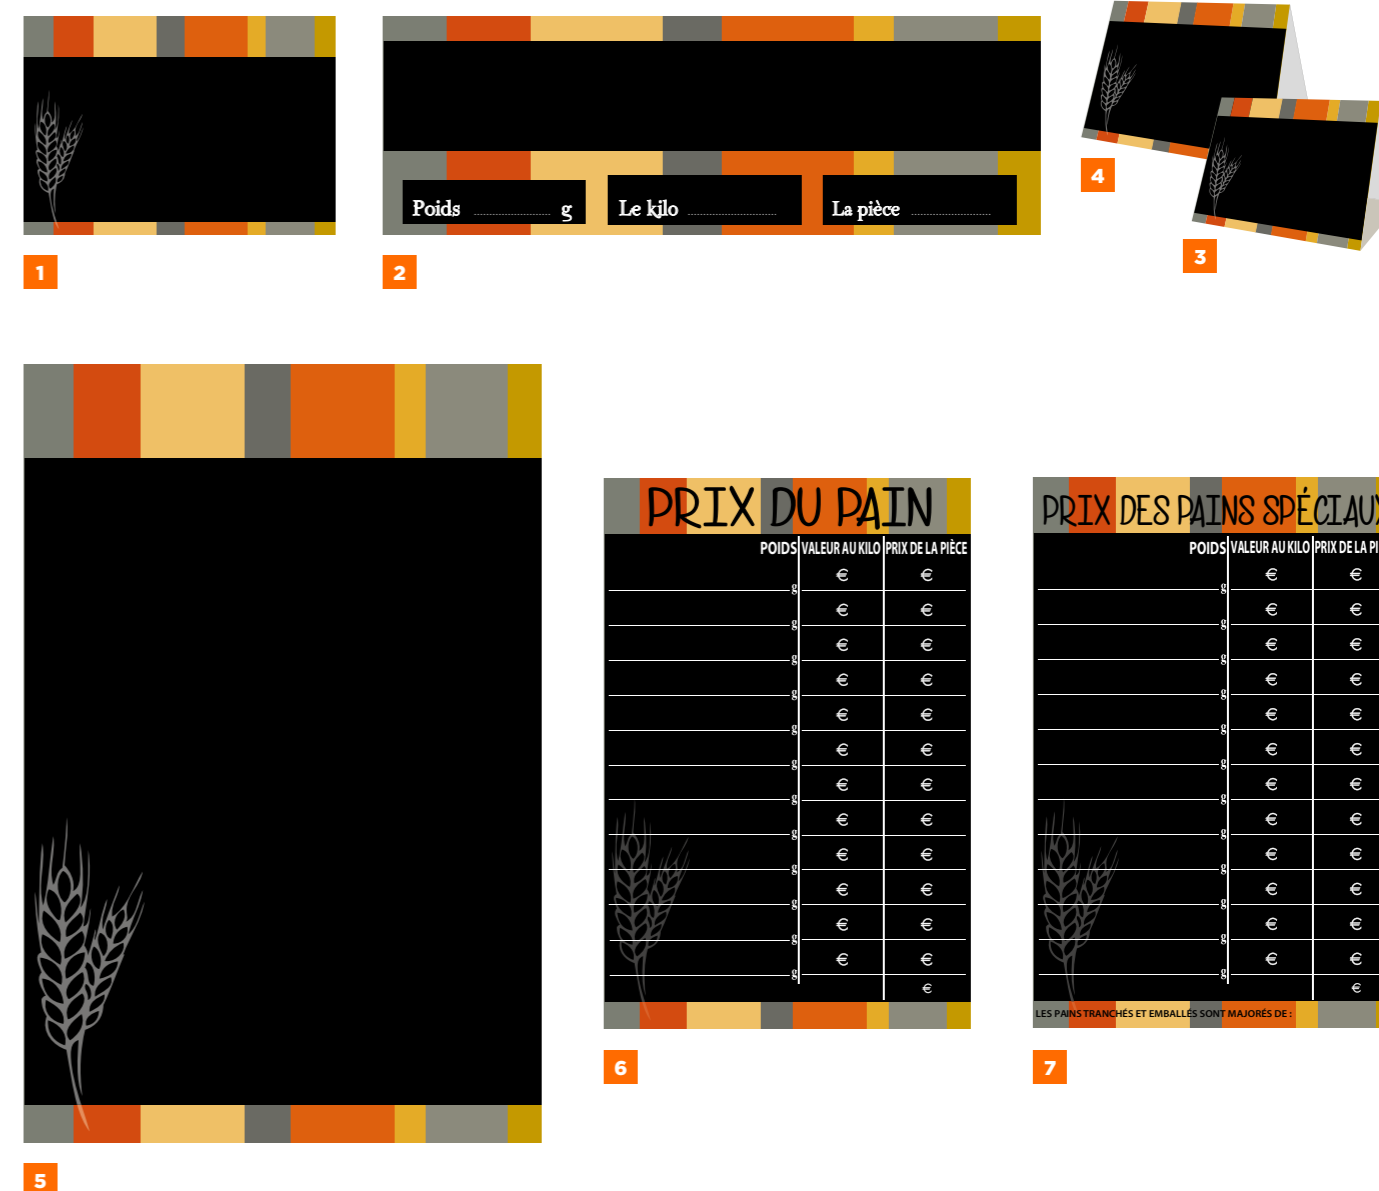 1
Poids ........................... g
Le kjlo ...........................
La pièce ...........................
2
4
3
5
PRIX DU PAIN
POIDS VALEUR AU KILO PRIX DE LA PIÈCE
€ €
g
€ €
g
€ €
g
€ €
g
€ €
g
€ €
g
€ €
g
€ €
g
€ €
g
€ €
g
€ €
g
€ €
g
€
6
PRIX DES PAINS SPÉCIAUX
POIDS VALEUR AU KILO PRIX DE LA PI
€ €
g
€ €
g
€ €
g
€ €
g
€ €
g
€ €
g
€ €
g
€ €
g
€ €
g
€ €
g
€ €
g
€ €
g
€
LES PAINS TRANCHÉS ET EMBALLÉS SONT MAJORÉS DE :
7